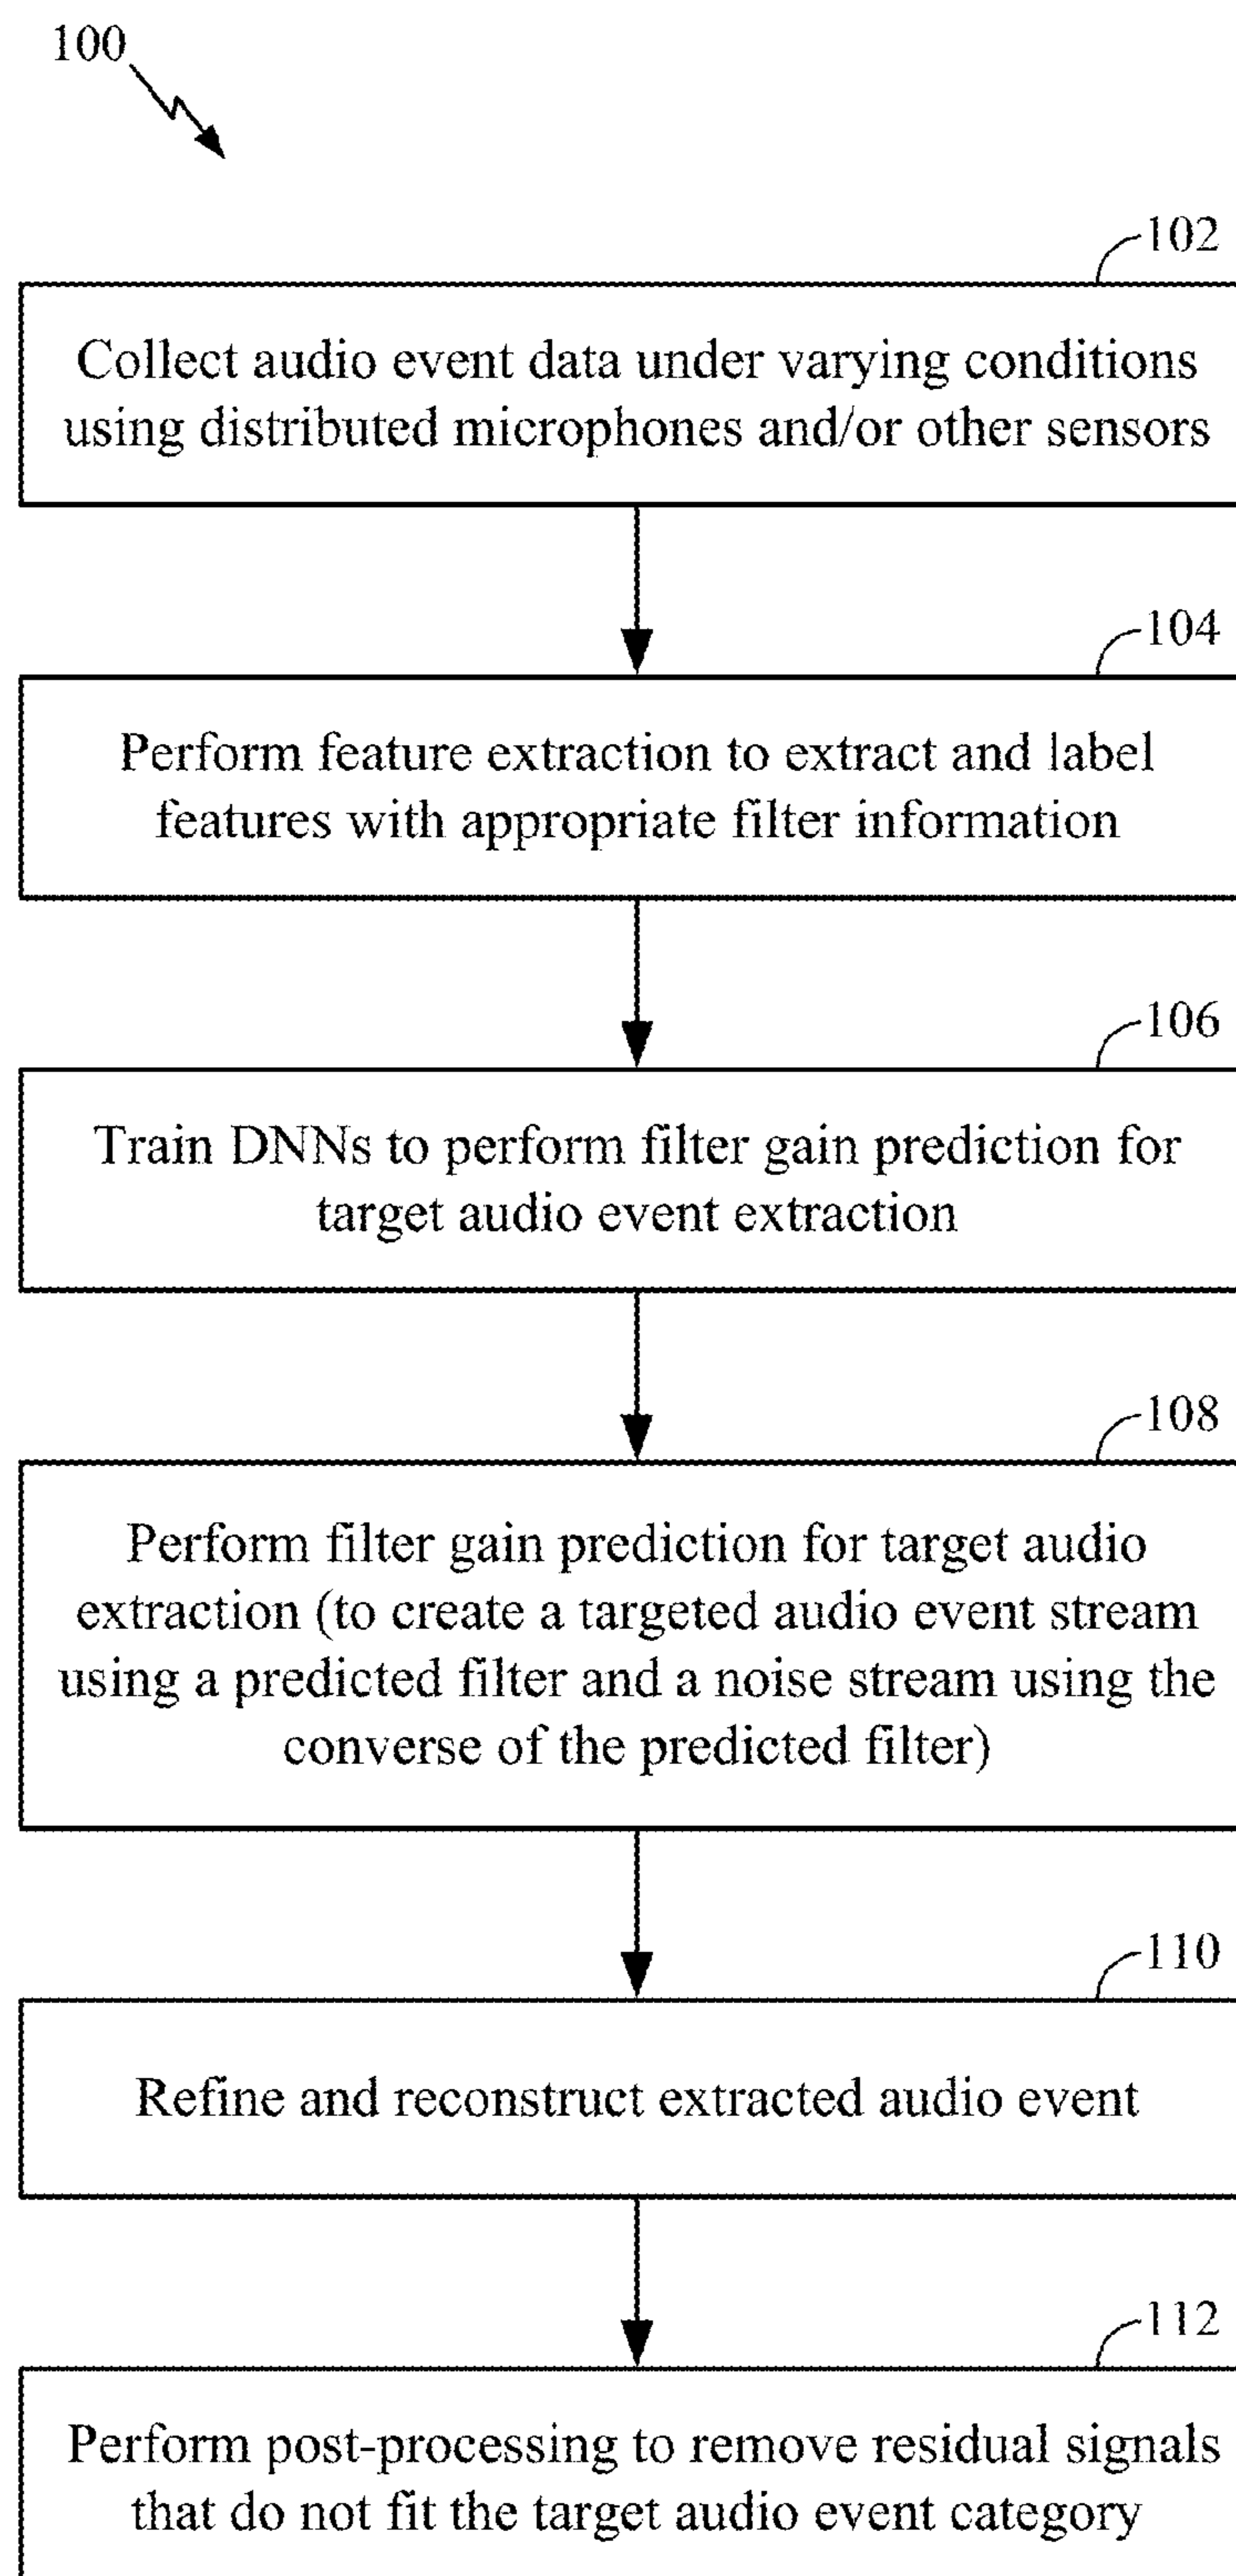 100
102
Collect audio event data under varying conditions
using distributed microphones and/or other sensors
104
Perform feature extraction to extract and label
features with appropriate filter information
106
Train DNNs to perform filter gain prediction for
target audio event extraction
108
Perform filter gain prediction for target audio
extraction (to create a targeted audio event stream
using a predicted filter and a noise stream using the
converse of the predicted filter)
110
Refine and reconstruct extracted audio event
112
Perform post-processing to remove residual signals
that do not fit the target audio event category